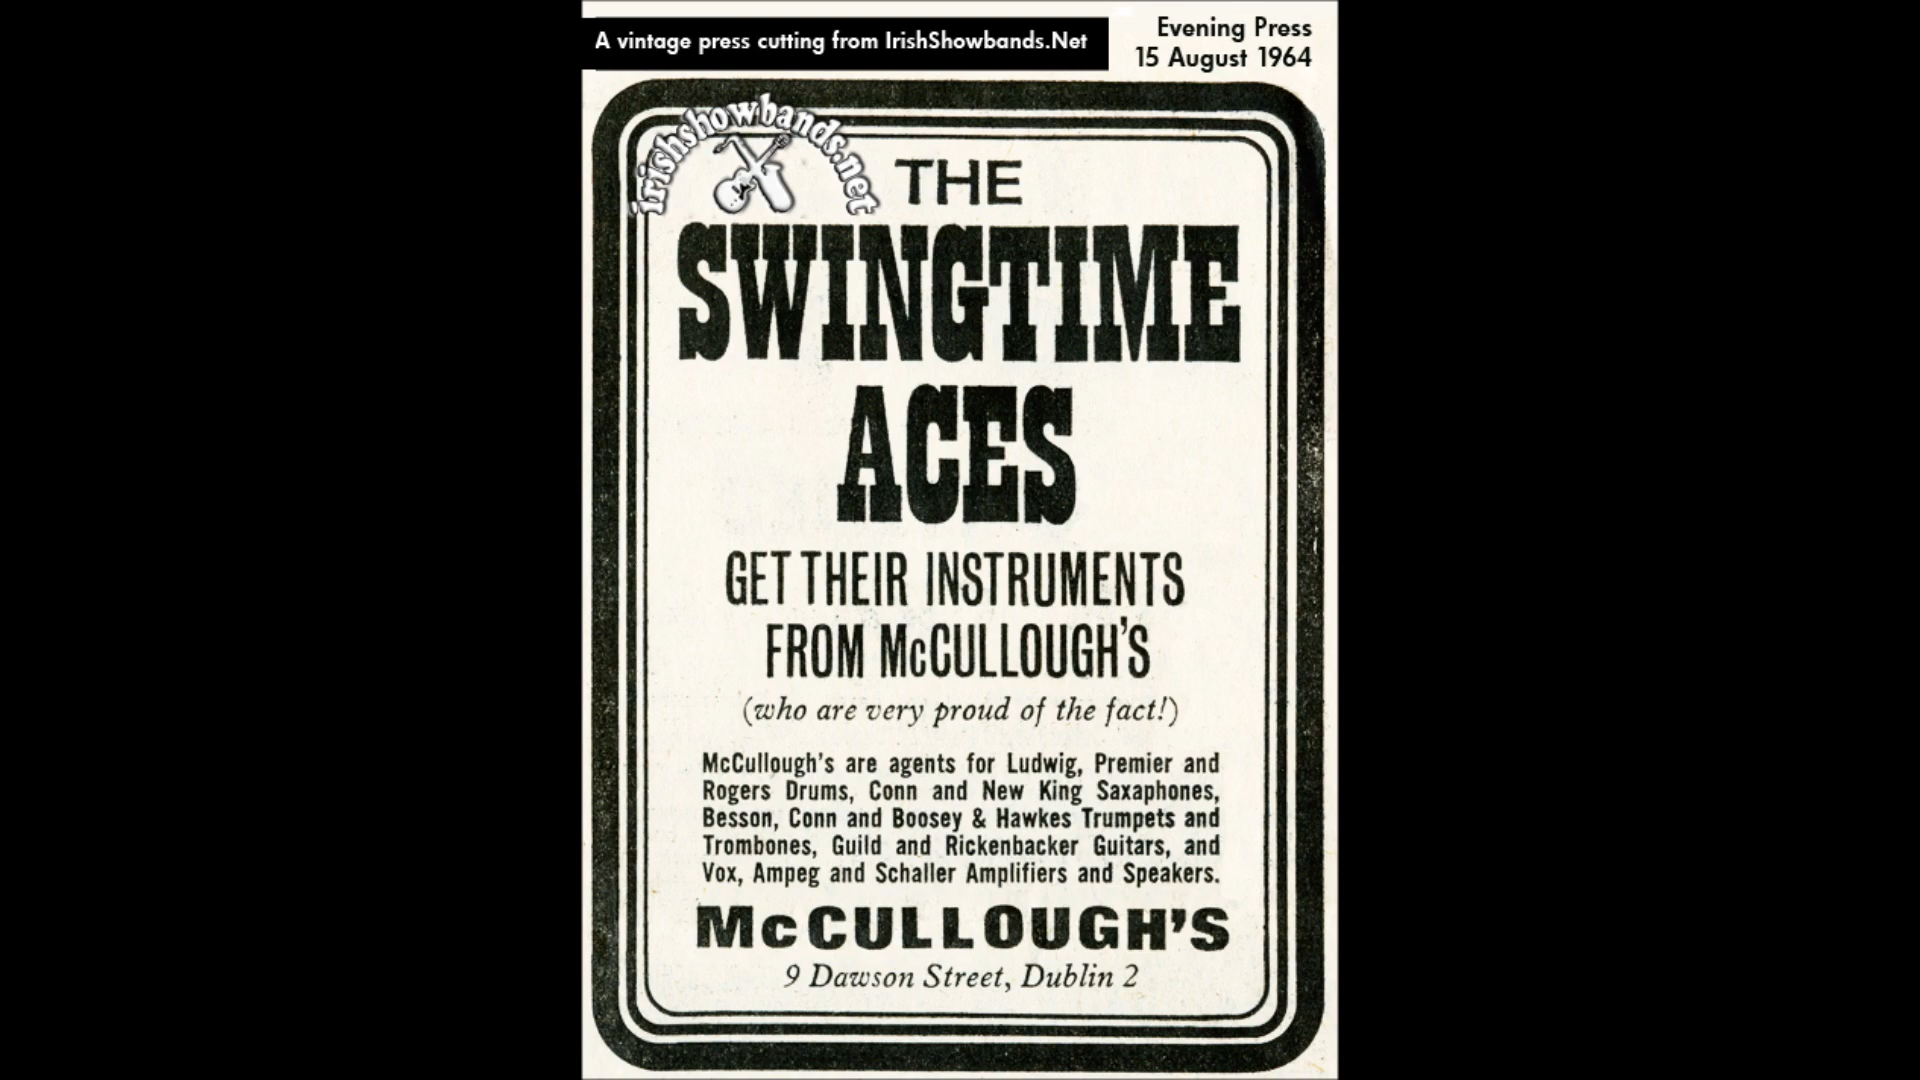 A vintage press cutting from IrishShowbands.Net
Evening Press
15 August 1964
irishshowbands.net
THE
SWINGTIME
ACES
GET THEIR INSTRUMENTS
FROM McCULLOUGH'S
(who are very proud of the fact!)
McCullough's are agents for Ludwig, Premier and
Rogers Drums, Conn and New King Saxaphones,
Besson, Conn and Boosey & Hawkes Trumpets and
Trombones, Guild and Rickenbacker Guitars, and
Vox, Ampeg and Schaller Amplifiers and Speakers.
McCULLOUGH'S
9 Dawson Street, Dublin 2